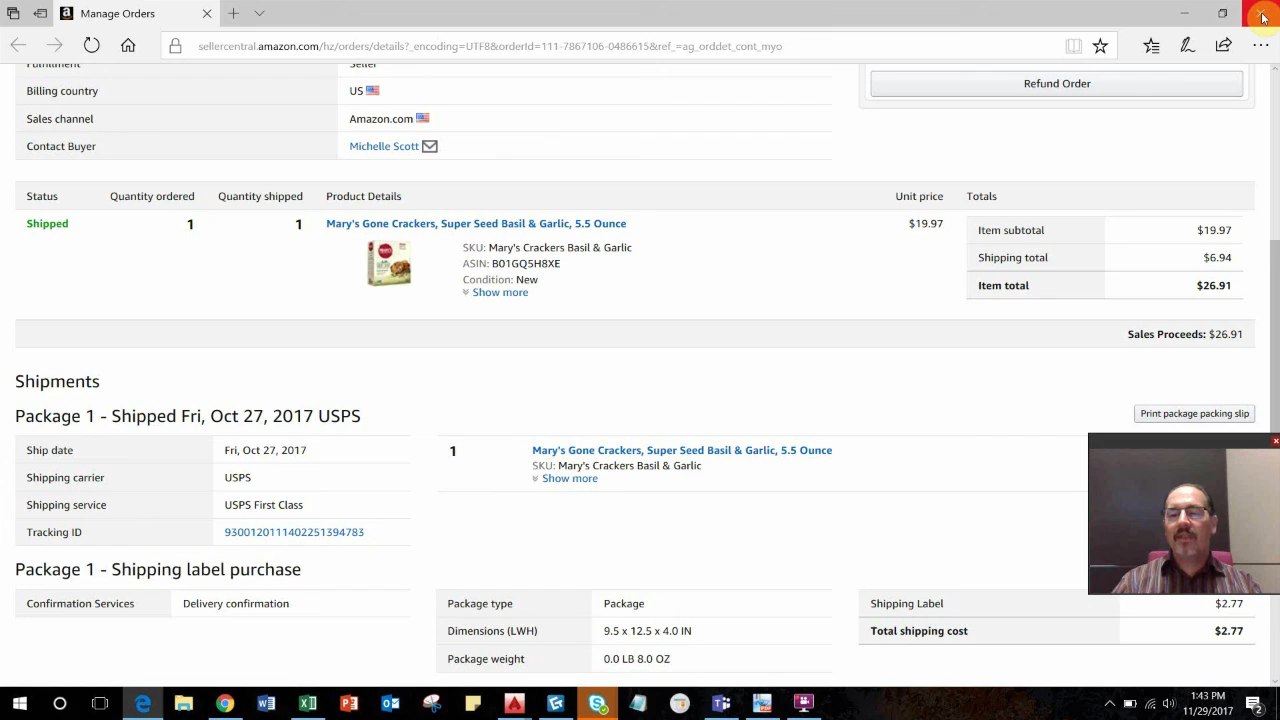 Manage Orders
sellercentral.amazon.com/hz/orders/details?_encoding=UTF8&orderId=111-7867106-0486615&ref_=ag_orddet_cont_myo
Fulfillment Seller
Billing country US
Sales channel Amazon.com
Contact Buyer Michelle Scott
Refund Order
Status Quantity ordered Quantity shipped Product Details Unit price Totals
Shipped 1 1 Mary's Gone Crackers, Super Seed Basil & Garlic, 5.5 Ounce $19.97
SKU: Mary's Crackers Basil & Garlic
ASIN: B01GQ5H8XE
Condition: New
Show more
Item subtotal $19.97
Shipping total $6.94
Item total $26.91
Sales Proceeds: $26.91
Shipments
Package 1 - Shipped Fri, Oct 27, 2017 USPS
Print package packing slip
Ship date Fri, Oct 27, 2017
Shipping carrier USPS
Shipping service USPS First Class
Tracking ID 9300120111402251394783
1 Mary's Gone Crackers, Super Seed Basil & Garlic, 5.5 Ounce
SKU: Mary's Crackers Basil & Garlic
Show more
Package 1 - Shipping label purchase
Confirmation Services Delivery confirmation
Package type Package
Dimensions (LWH) 9.5 x 12.5 x 4.0 IN
Package weight 0.0 LB 8.0 OZ
Shipping Label $2.77
Total shipping cost $2.77
1:43 PM
11/29/2017
2